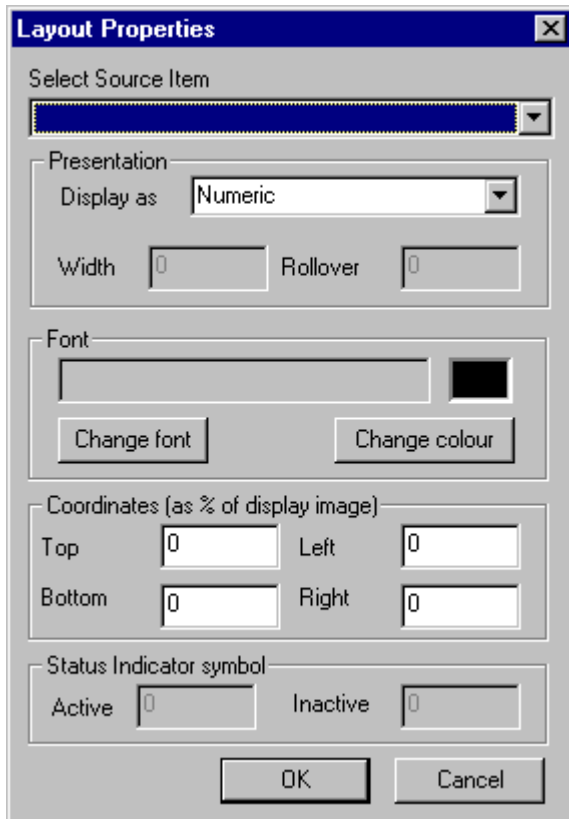 Layout Properties
Select Source Item
Presentation
Display as Numeric
Width 0 Rollover 0
Font
Change font Change colour
Coordinates (as % of display image)
Top 0 Left 0
Bottom 0 Right 0
Status Indicator symbol
Active 0 Inactive 0
OK Cancel